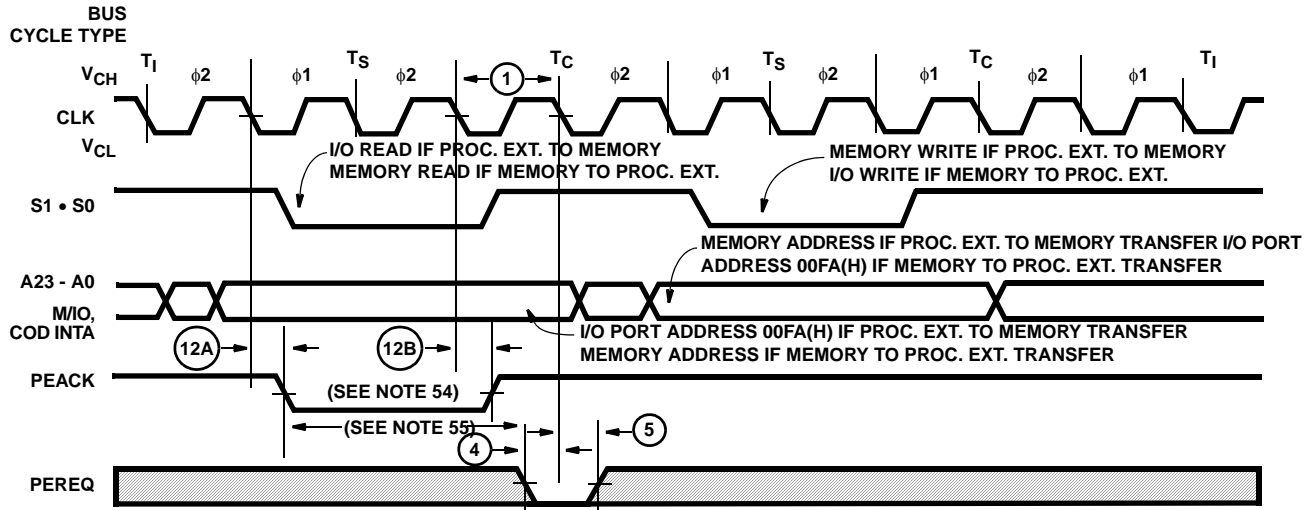 BUS
CYCLE TYPE
TI φ2 φ1 TS φ2 1 TC φ2 φ1 TS φ2 φ1 TC φ2 φ1 TI
VCH
CLK
VCL
I/O READ IF PROC. EXT. TO MEMORY
MEMORY READ IF MEMORY TO PROC. EXT.
MEMORY WRITE IF PROC. EXT. TO MEMORY
I/O WRITE IF MEMORY TO PROC. EXT.
S1 • S0
MEMORY ADDRESS IF PROC. EXT. TO MEMORY TRANSFER I/O PORT
ADDRESS 00FA(H) IF MEMORY TO PROC. EXT. TRANSFER
A23 - A0
M/IO,
COD INTA
I/O PORT ADDRESS 00FA(H) IF PROC. EXT. TO MEMORY TRANSFER
MEMORY ADDRESS IF MEMORY TO PROC. EXT. TRANSFER
12A 12B
PEACK
(SEE NOTE 54)
(SEE NOTE 55)
4 5
PEREQ